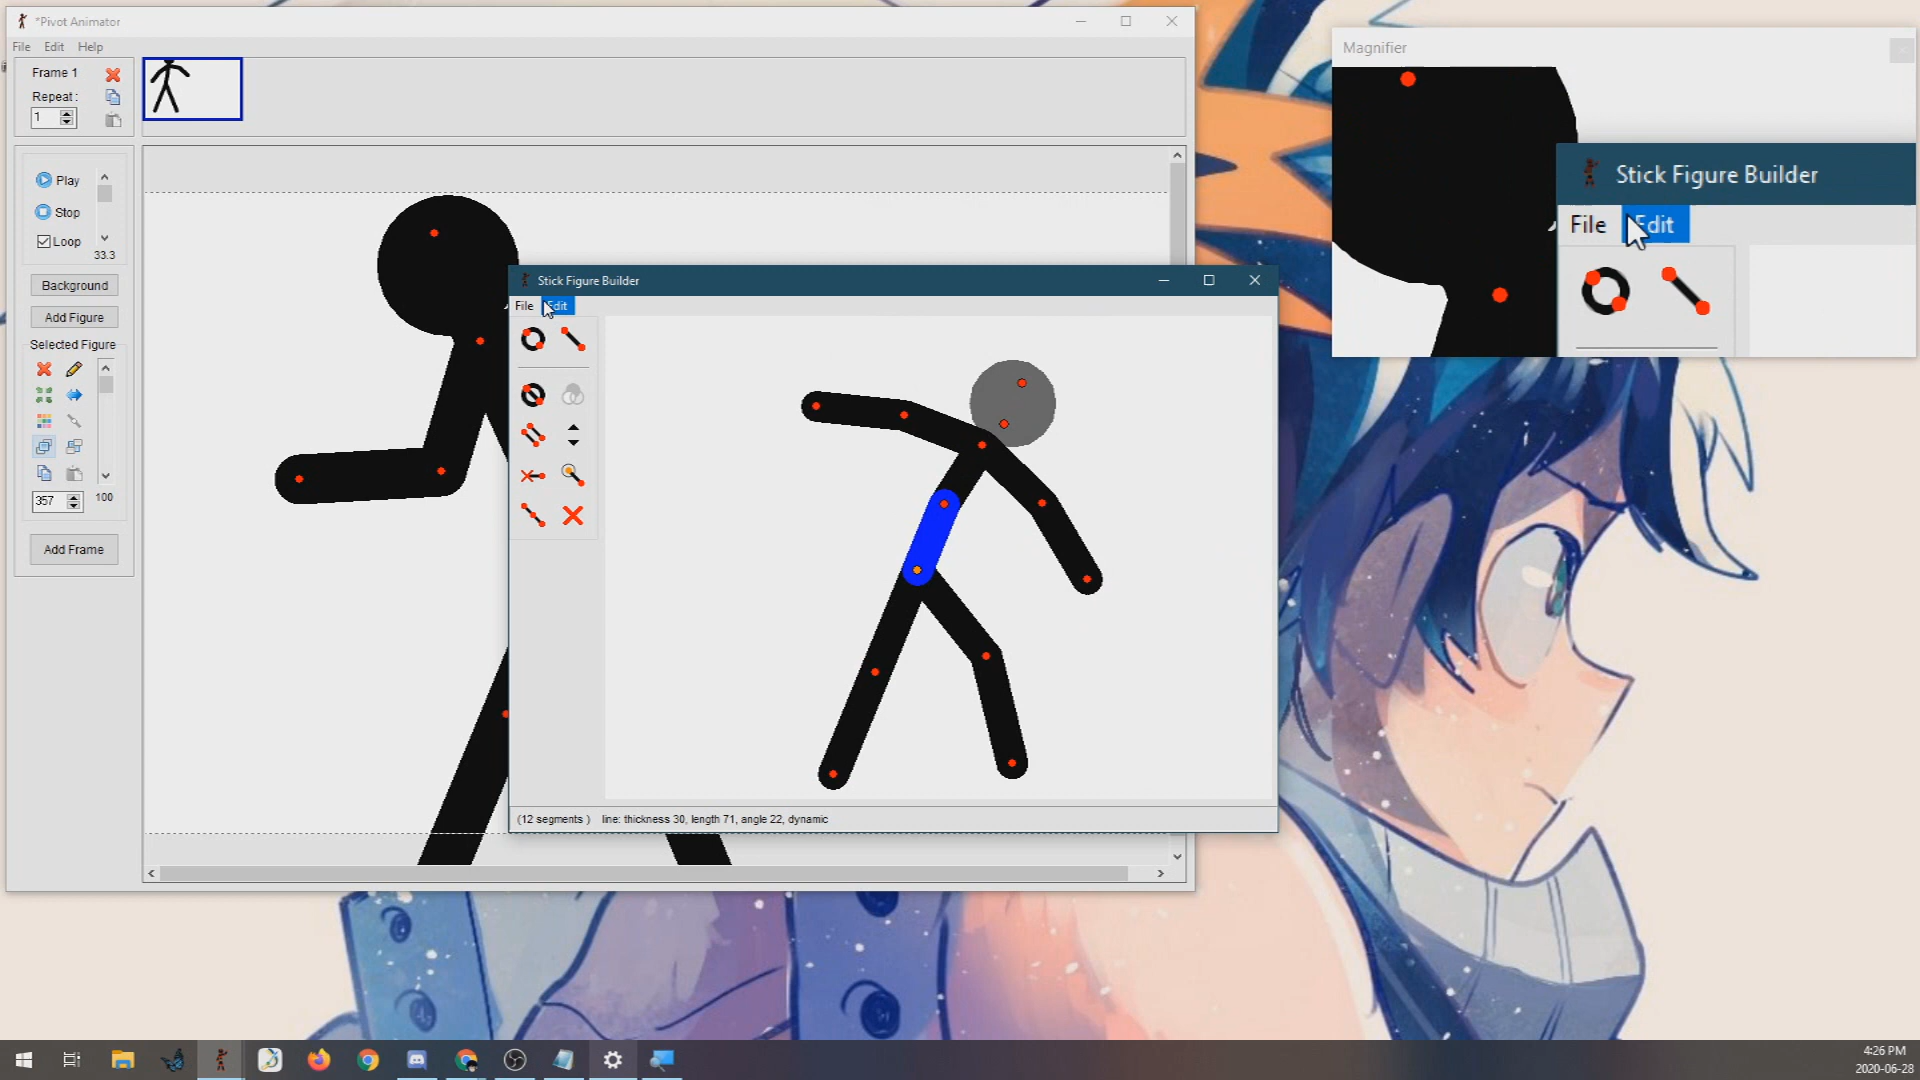 *Pivot Animator
File Edit Help
Frame 1
Repeat :
1
Play
Stop
Loop
33.3
Background
Add Figure
Selected Figure
357
100
Add Frame
Stick Figure Builder
File Edit
(12 segments ) line: thickness 30, length 71, angle 22, dynamic
Magnifier
Stick Figure Builder
File Edit
4:26 PM
2020-06-28